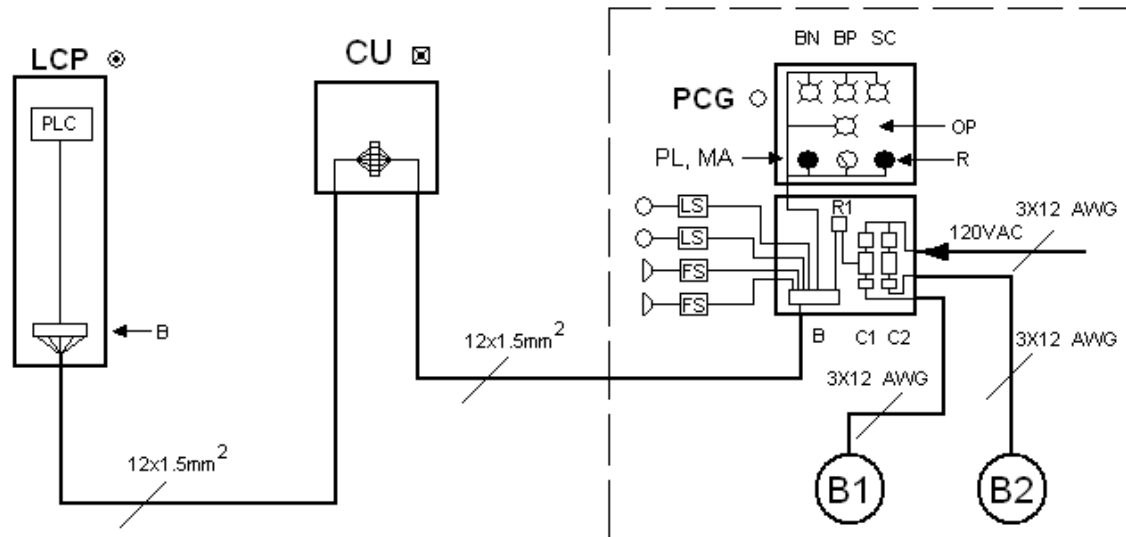 BN BP SC
LCP
CU
PCG
PLC
OP
PL, MA
R
LS
R1
3X12 AWG
120VAC
LS
FS
FS
B
12x1.5mm2
B
C1 C2
3X12 AWG
3X12 AWG
12x1.5mm2
B1
B2